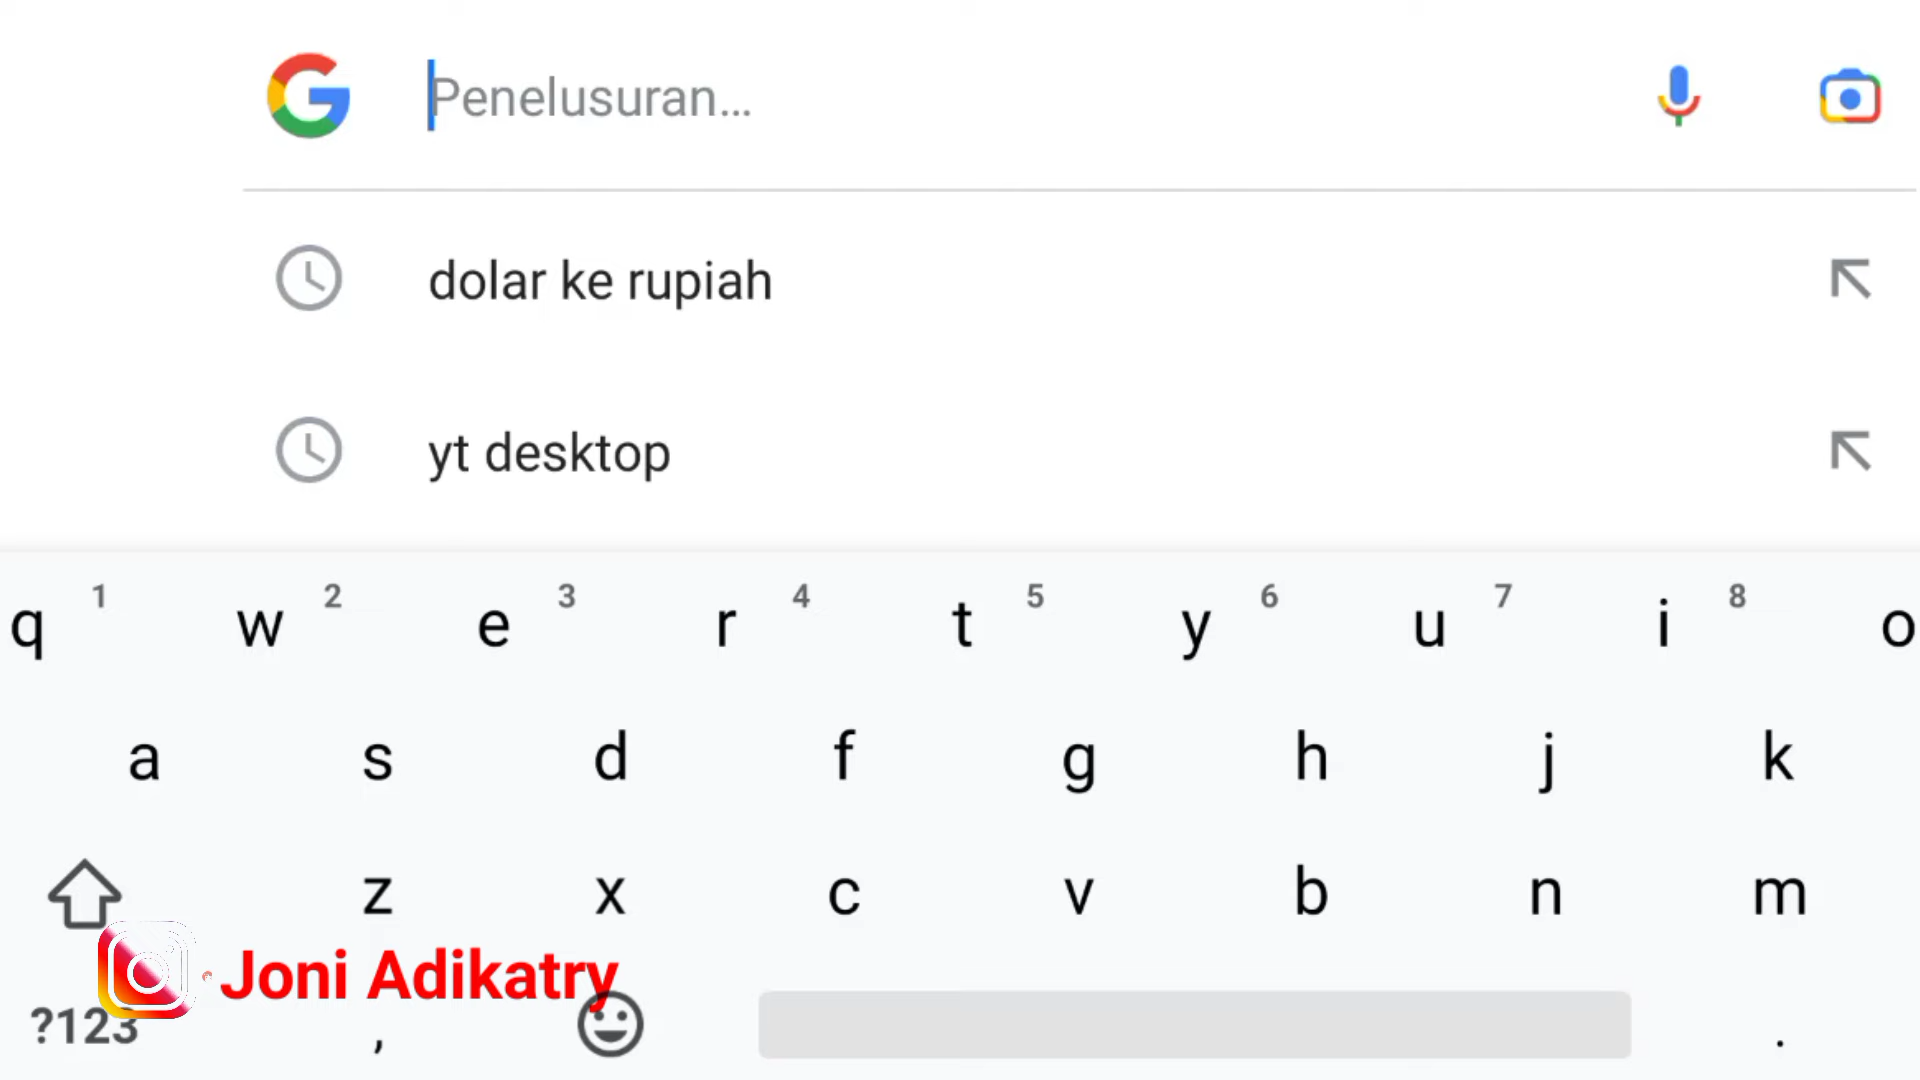 Penelusuran...
dolar ke rupiah
yt desktop
q 1 w 2 e 3 r 4 t 5 y 6 u 7 i 8 o
a s d f g h j k
z x c v b n m
Joni Adikatry
?123 , .